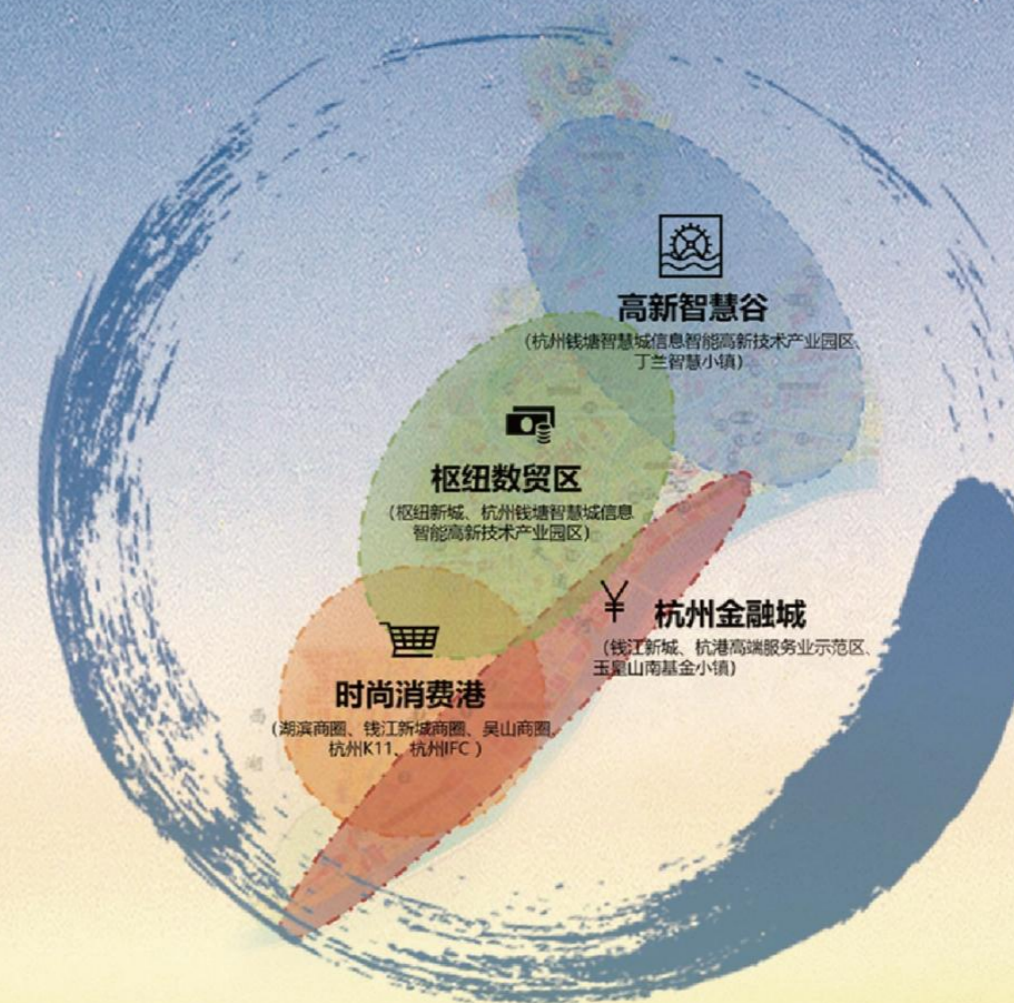 高新智慧谷
（杭州钱塘智慧城信息智能高新技术产业园区、
丁兰智慧小镇）
枢纽数贸区
（枢纽新城、杭州钱塘智慧城信息
智能高新技术产业园区）
杭州金融城
（钱江新城、杭港高端服务业示范区、
玉皇山南基金小镇）
时尚消费港
（湖滨商圈、钱江新城商圈、吴山商圈、
杭州K11、杭州IFC ）
西
湖